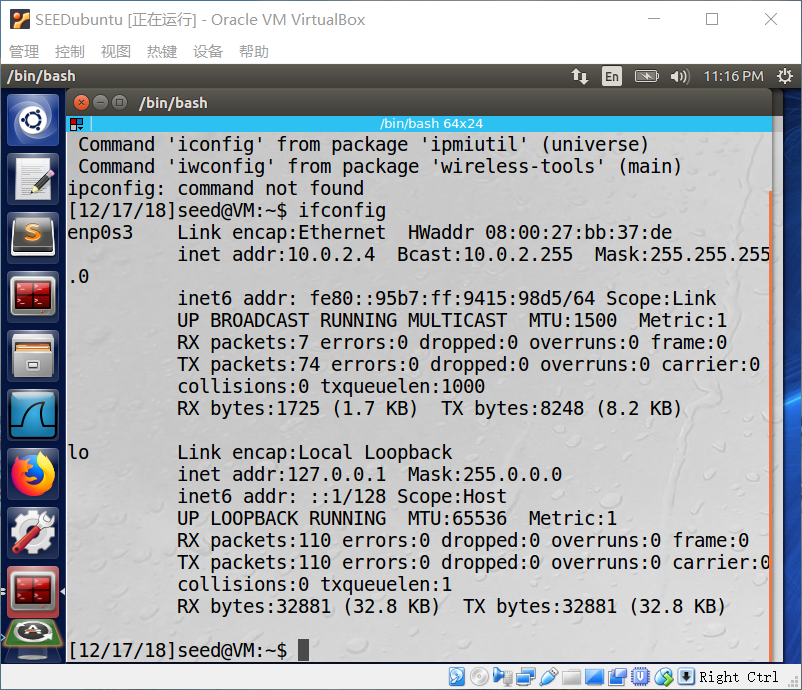 SEEDubuntu [正在运行] - Oracle VM VirtualBox
管理 控制 视图 热键 设备 帮助
/bin/bash En 11:16 PM
/bin/bash
/bin/bash 64x24
Command 'iconfig' from package 'ipmiutil' (universe)
Command 'iwconfig' from package 'wireless-tools' (main)
ipconfig: command not found
[12/17/18]seed@VM:~$ ifconfig
enp0s3    Link encap:Ethernet  HWaddr 08:00:27:bb:37:de
inet addr:10.0.2.4  Bcast:10.0.2.255  Mask:255.255.255
.0
inet6 addr: fe80::95b7:ff:9415:98d5/64 Scope:Link
UP BROADCAST RUNNING MULTICAST  MTU:1500  Metric:1
RX packets:7 errors:0 dropped:0 overruns:0 frame:0
TX packets:74 errors:0 dropped:0 overruns:0 carrier:0
collisions:0 txqueuelen:1000
RX bytes:1725 (1.7 KB)  TX bytes:8248 (8.2 KB)
lo        Link encap:Local Loopback
inet addr:127.0.0.1  Mask:255.0.0.0
inet6 addr: ::1/128 Scope:Host
UP LOOPBACK RUNNING  MTU:65536  Metric:1
RX packets:110 errors:0 dropped:0 overruns:0 frame:0
TX packets:110 errors:0 dropped:0 overruns:0 carrier:0
collisions:0 txqueuelen:1
RX bytes:32881 (32.8 KB)  TX bytes:32881 (32.8 KB)
[12/17/18]seed@VM:~$
Right Ctrl